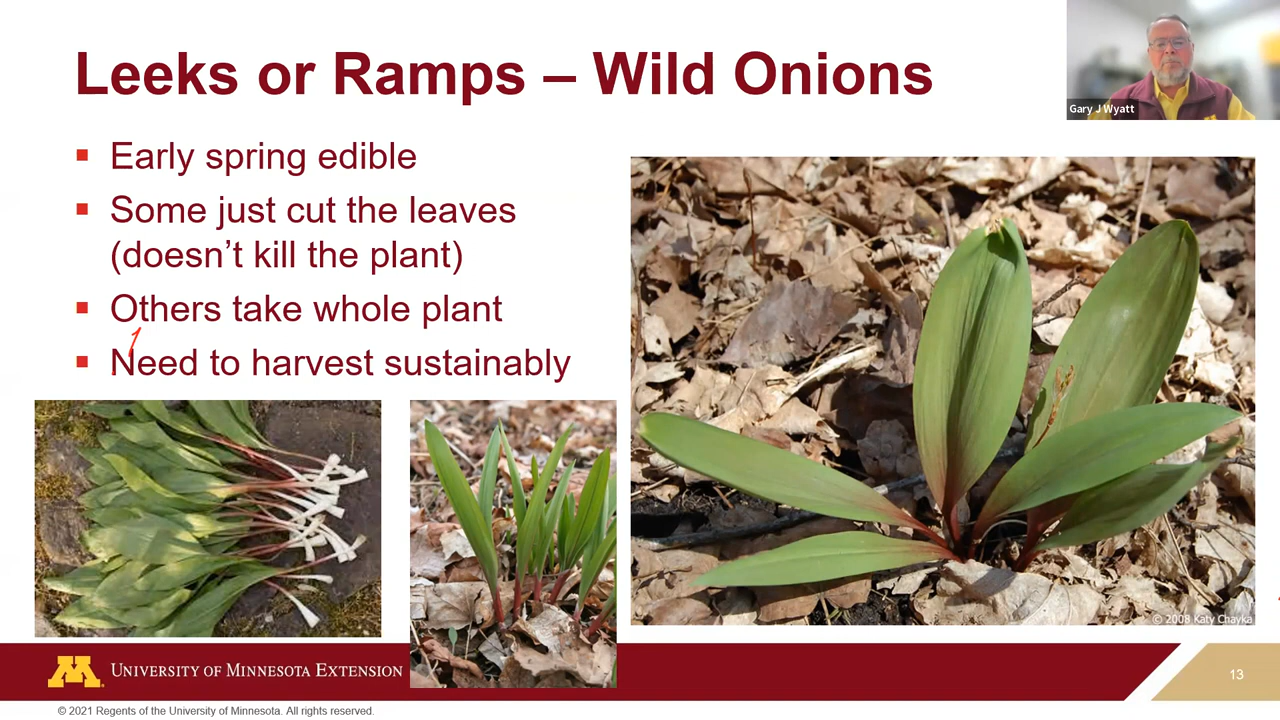 Leeks or Ramps – Wild Onions
Gary J Wyatt
Early spring edible
Some just cut the leaves
(doesn’t kill the plant)
Others take whole plant
Need to harvest sustainably
© 2008 Katy Chayka
UNIVERSITY OF MINNESOTA EXTENSION
13
© 2021 Regents of the University of Minnesota. All rights reserved.